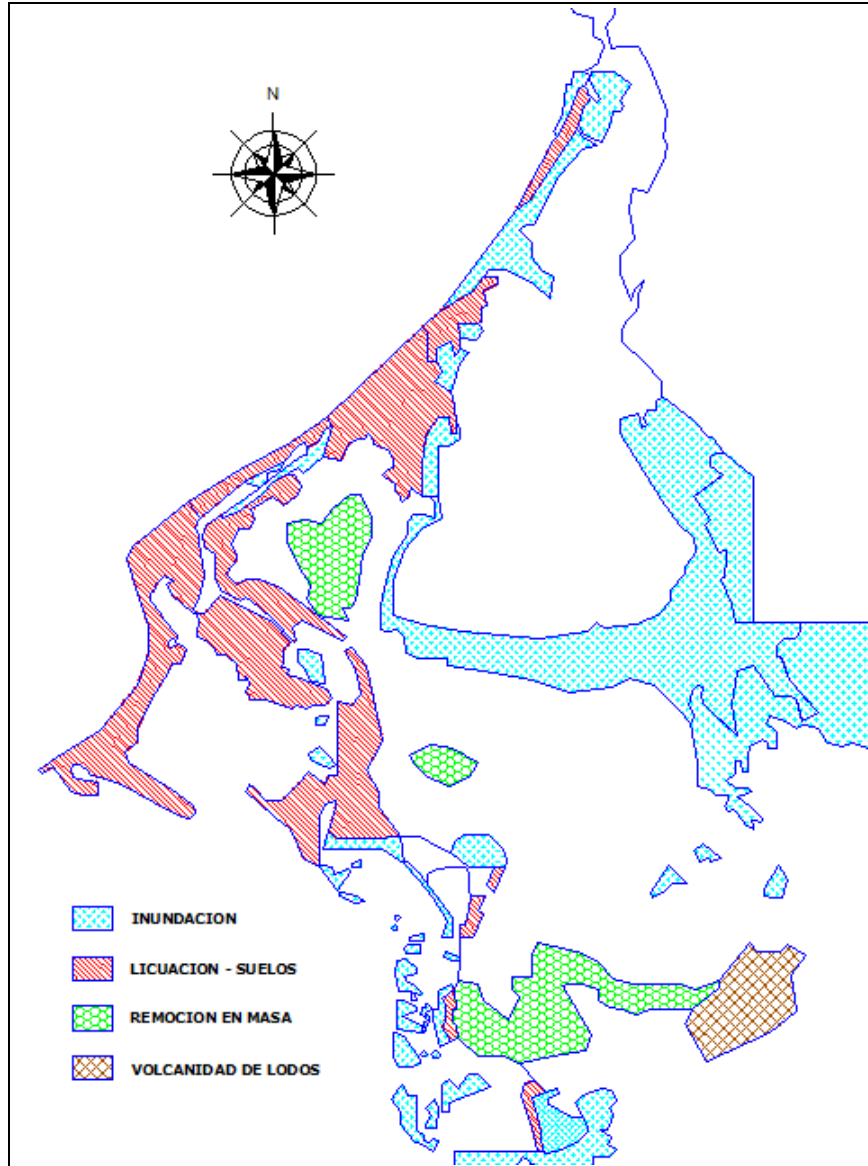 N
INUNDACION
LICUACION - SUELOS
REMOCION EN MASA
VOLCANIDAD DE LODOS